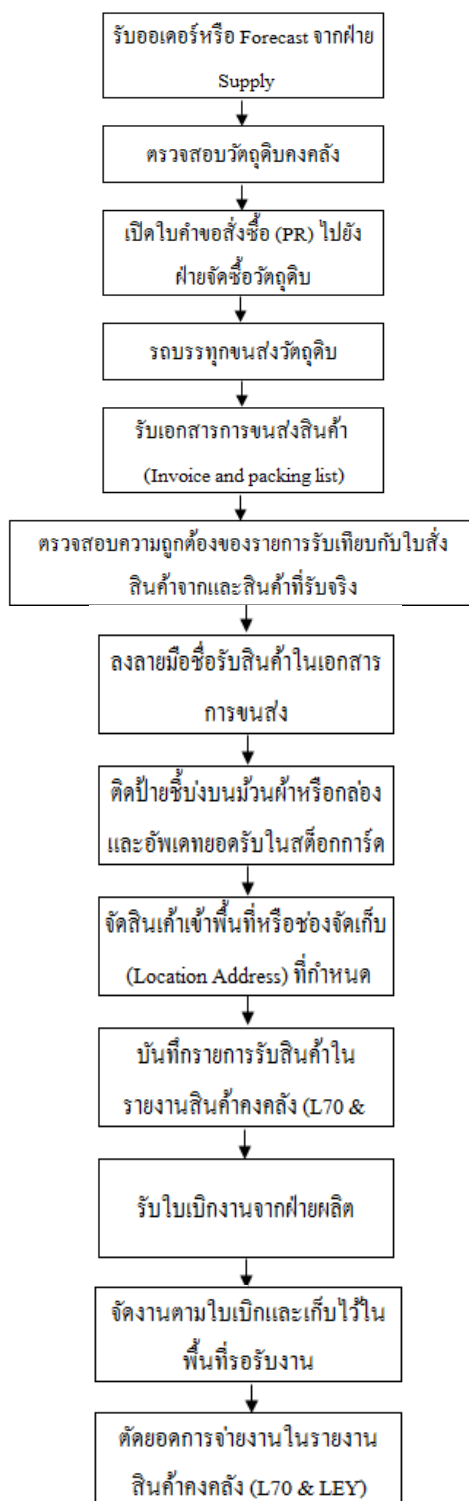 รับออเดอร์หรือ Forecast จากฝ่าย
Supply
ตรวจสอบวัตถุดิบคงคลัง
เปิดใบคำขอสั่งซื้อ (PR) ไปยัง
ฝ่ายจัดซื้อวัตถุดิบ
รถบรรทุกขนส่งวัตถุดิบ
รับเอกสารการขนส่งสินค้า
(Invoice and packing list)
ตรวจสอบความถูกต้องของรายการรับเทียบกับใบสั่ง
สินค้าจากและสินค้าที่รับจริง
ลงลายมือชื่อรับสินค้าในเอกสาร
การขนส่ง
ติดป้ายชี้บ่งบนม้วนผ้าหรือกล่อง
และอัพเดทยอดรับในสต็อกการ์ด
จัดสินเค้าเข้าพื้นที่หรือช่องจัดเก็บ
(Location Address) ที่กำหนด
บันทึกรายการรับสินค้าใน
รายงานสินค้าคงคลัง (L70 &
รับใบเบิกงานจากฝ่ายผลิต
จัดงานตามใบเบิกและเก็บไว้ใน
พื้นที่รอรับงาน
ตัดยอดการจ่ายงานในรายงาน
สินค้าคงคลัง (L70 & LEY)